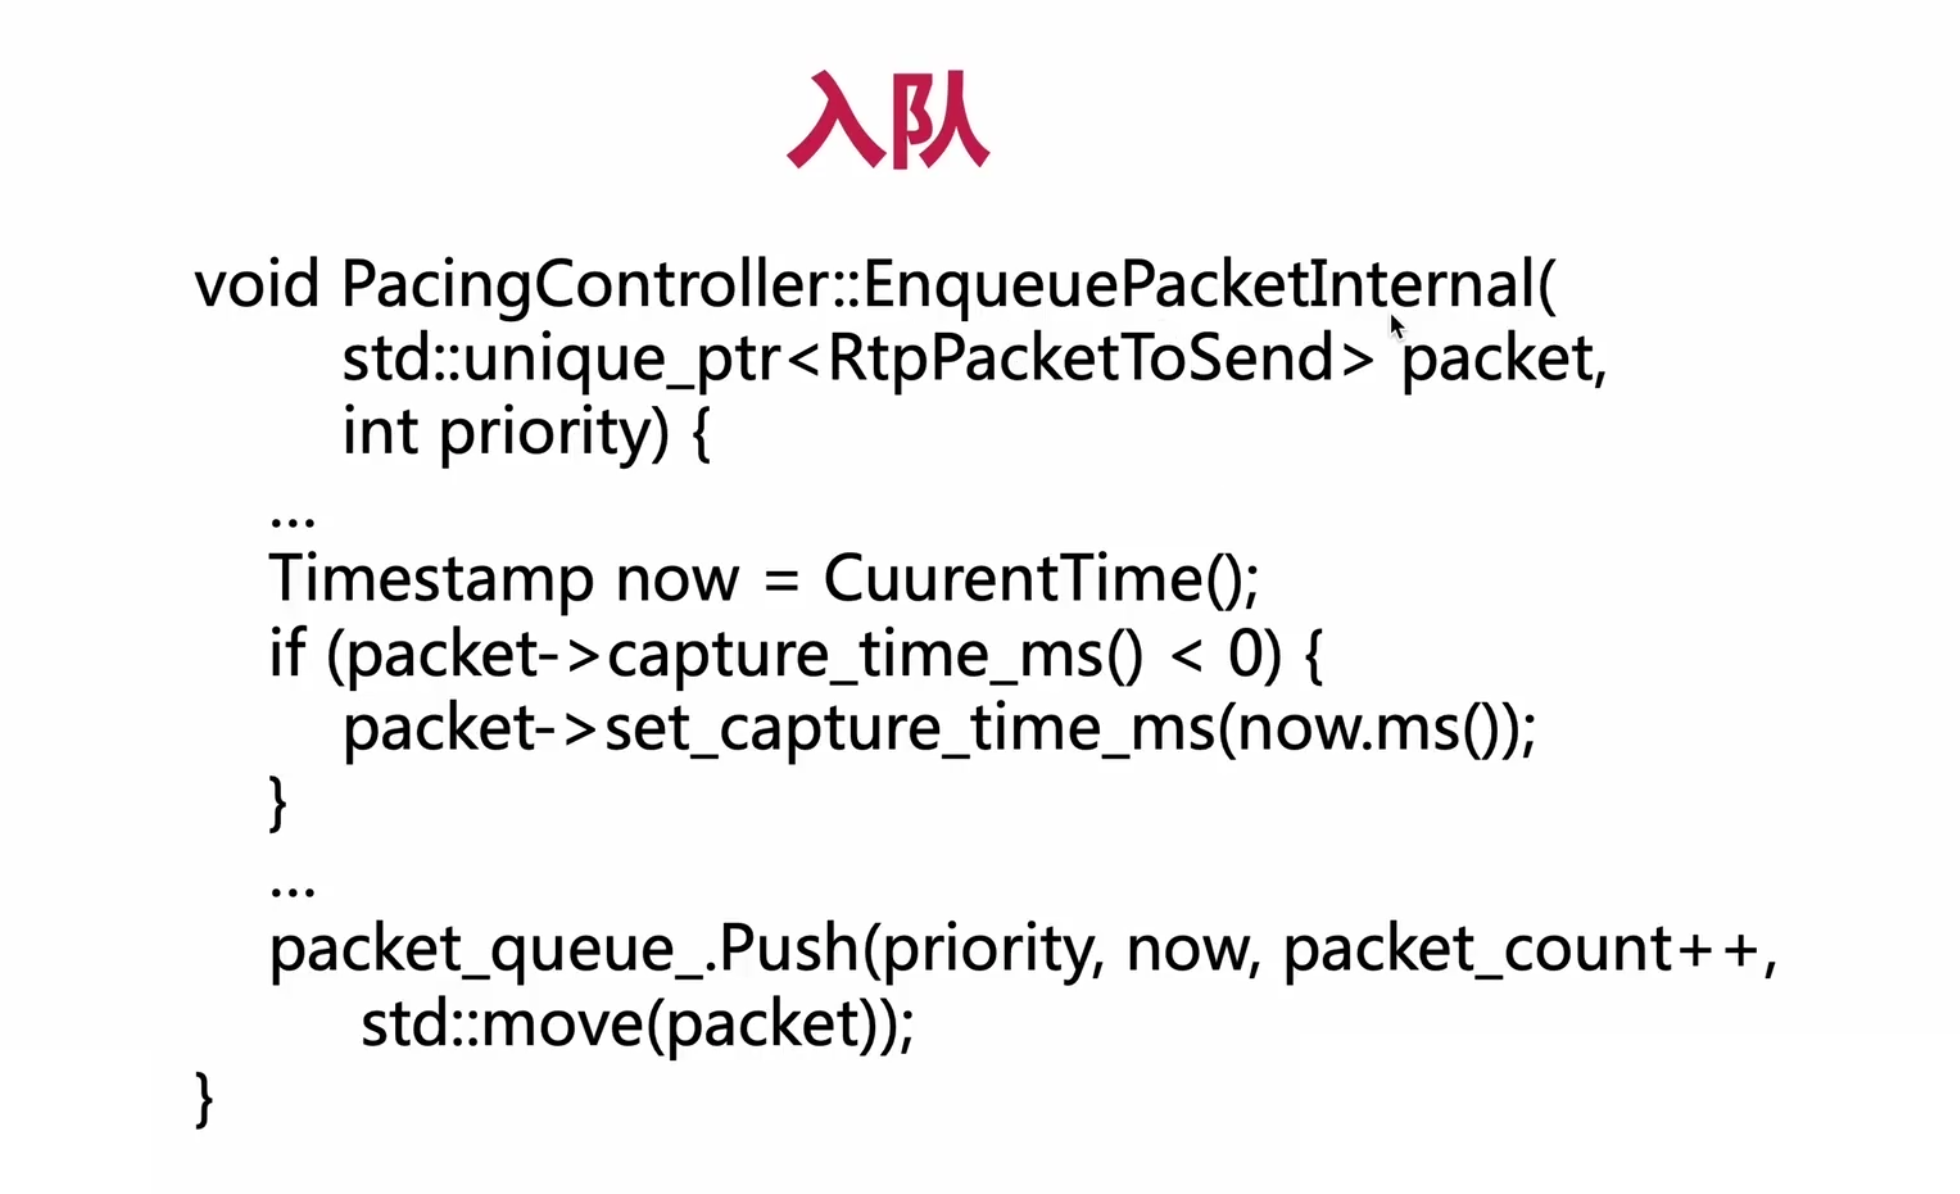 入队
void PacingController::EnqueuePacketInternal(
std::unique_ptr<RtpPacketToSend> packet,
int priority) {
...
Timestamp now = CuurentTime();
if (packet->capture_time_ms() < 0) {
packet->set_capture_time_ms(now.ms());
}
...
packet_queue_.Push(priority, now, packet_count++,
std::move(packet));
}